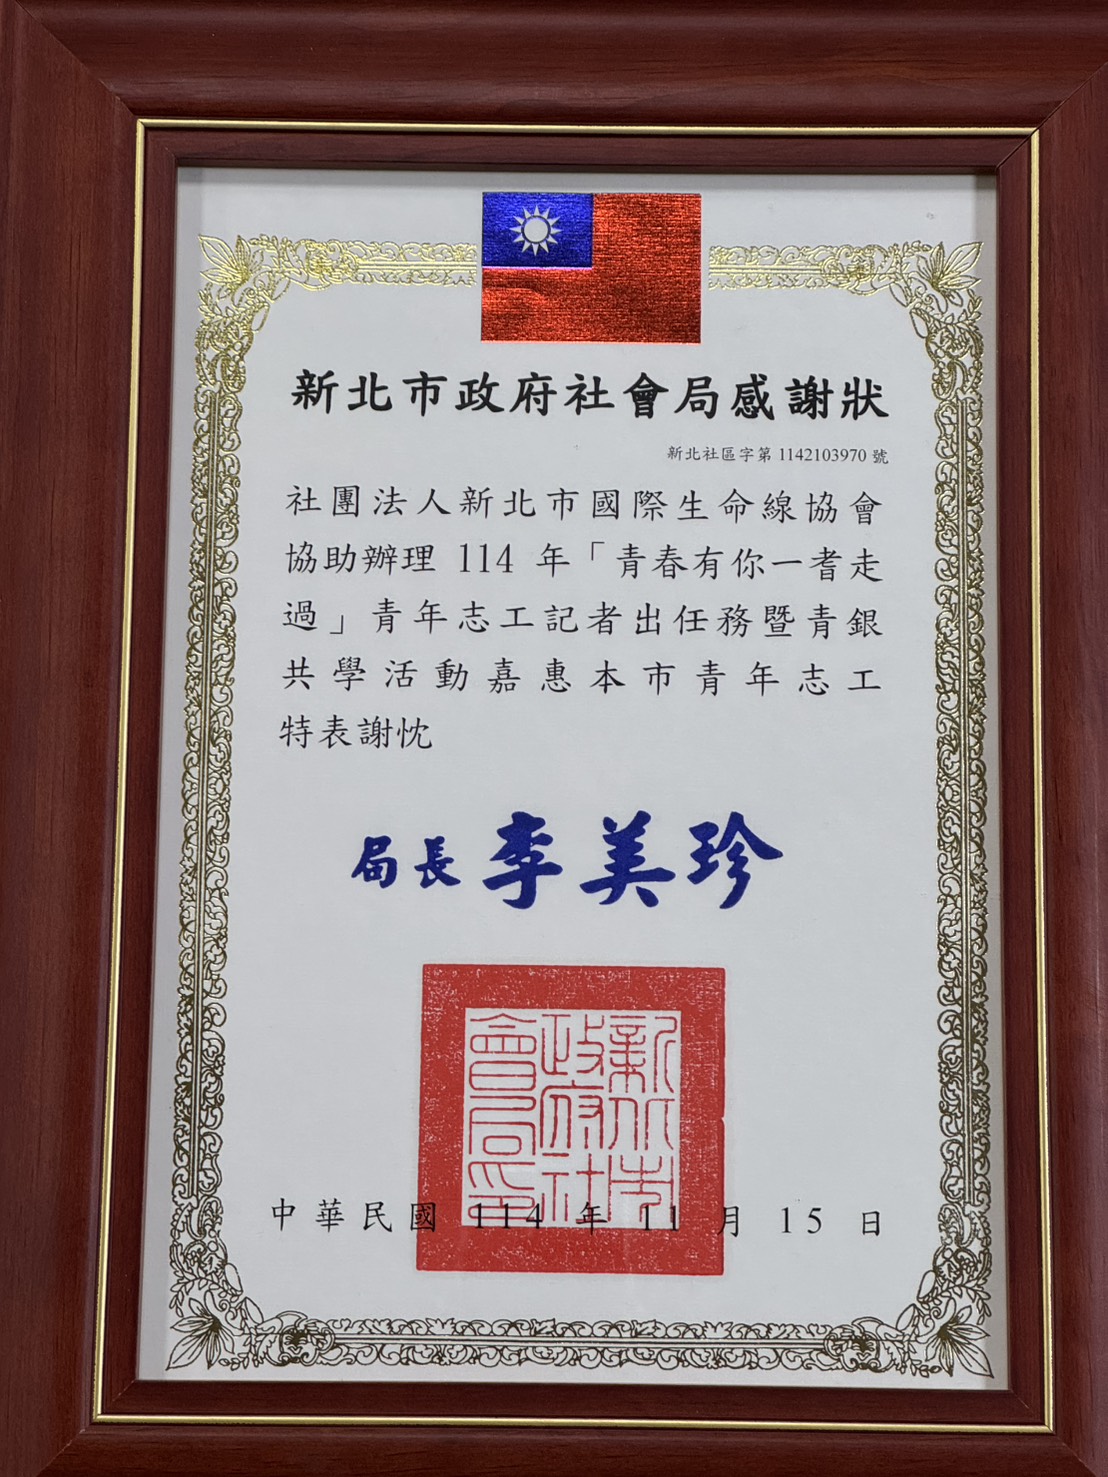 新北市政府社會局感謝狀
新北社區字第 1142103970 號
社團法人新北市國際生命線協會
協助辦理 114 年「青春有你一耆走
過」青年志工記者出任務暨青銀
共學活動嘉惠本市青年志工
特表謝忱
局長 李美珍
新北市
政府社
會局印
中華民國 114 年 11 月 15 日